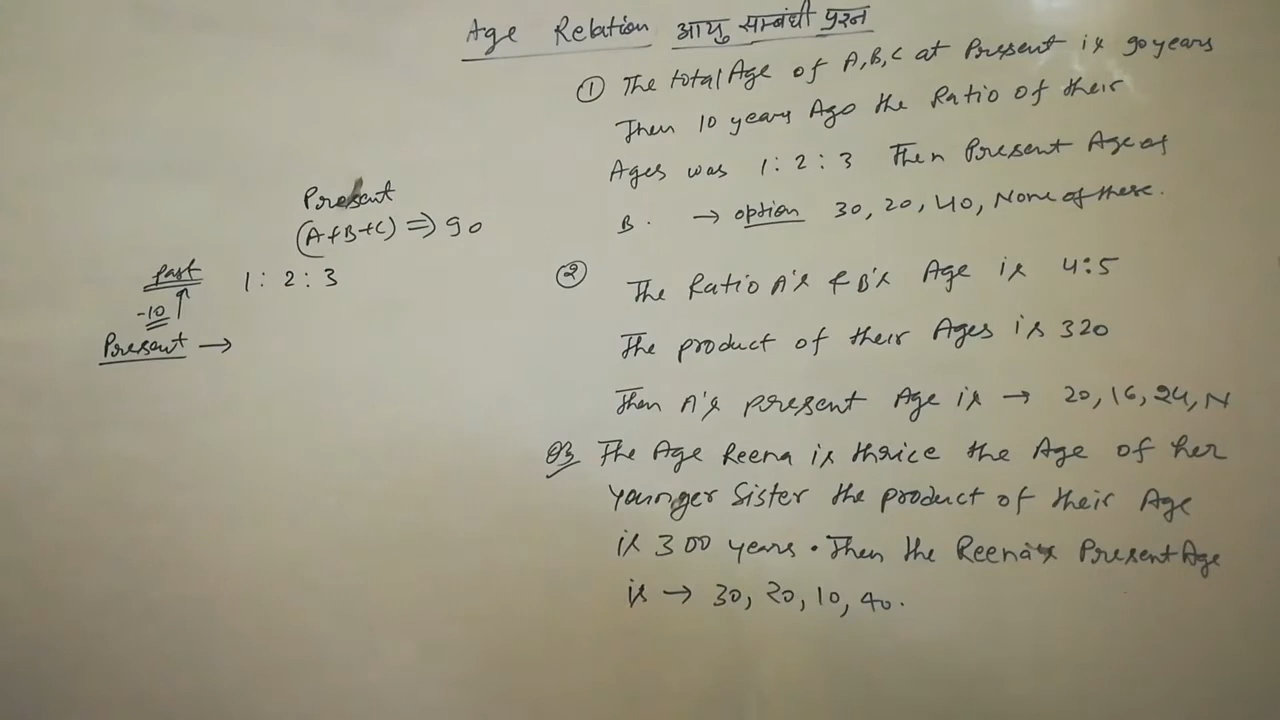 Age Relation आयु सम्बंधी प्रश्न
① The total Age of A,B,C at Present is 90 years
Then 10 years Ago the Ratio of their
Ages was 1 : 2 : 3 Then Present Age of
B. → option 30, 20, 40, None of these.
② The Ratio A's & B's Age is 4:5
The product of their Ages is 320
Then A's present Age is → 20, 16, 24, N
Q3 The Age Reena is thrice the Age of her
younger Sister the product of their Age
is 300 years. Then the Reena's Present Age
is → 30, 20, 10, 40.
Present
(A+B+C) ⇒ 90
Past 1 : 2 : 3
-10 ↑
Present →